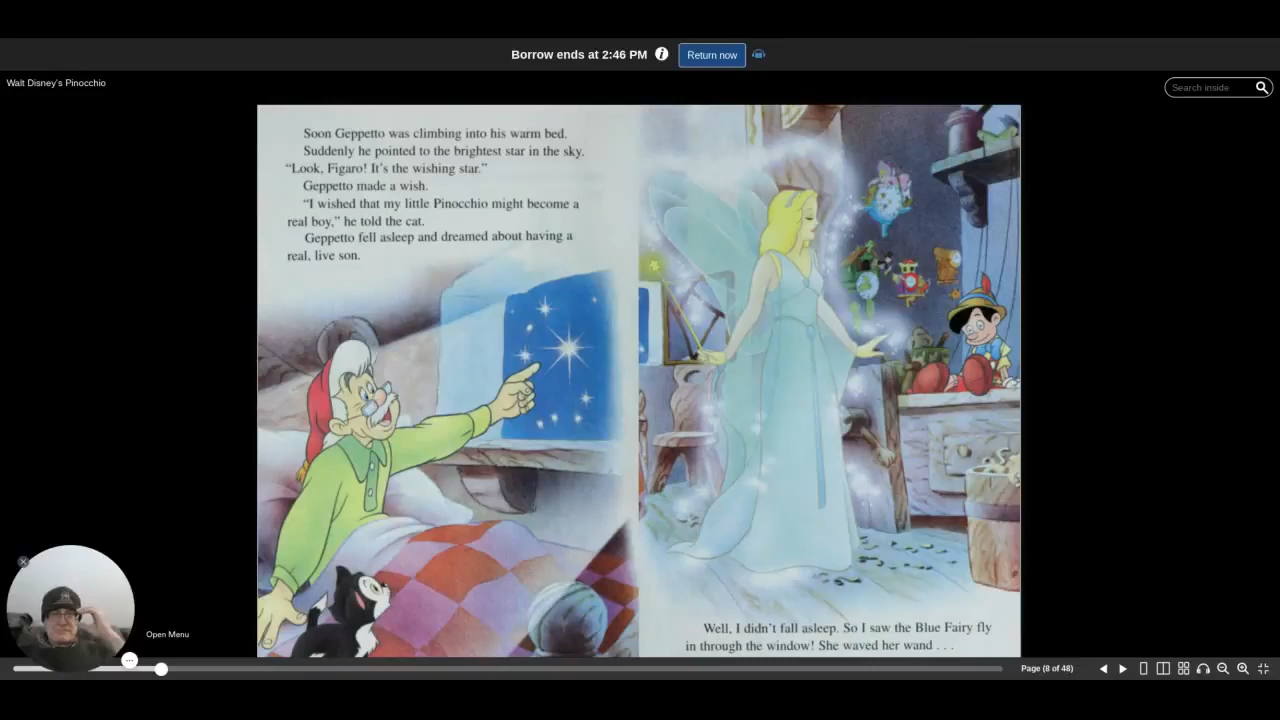 Borrow ends at 2:46 PM
Return now
Walt Disney's Pinocchio
Search inside
Soon Geppetto was climbing into his warm bed.
Suddenly he pointed to the brightest star in the sky.
“Look, Figaro! It’s the wishing star.”
Geppetto made a wish.
“I wished that my little Pinocchio might become a
real boy,” he told the cat.
Geppetto fell asleep and dreamed about having a
real, live son.
Well, I didn’t fall asleep. So I saw the Blue Fairy fly
in through the window! She waved her wand . . .
Open Menu
Page (8 of 48)